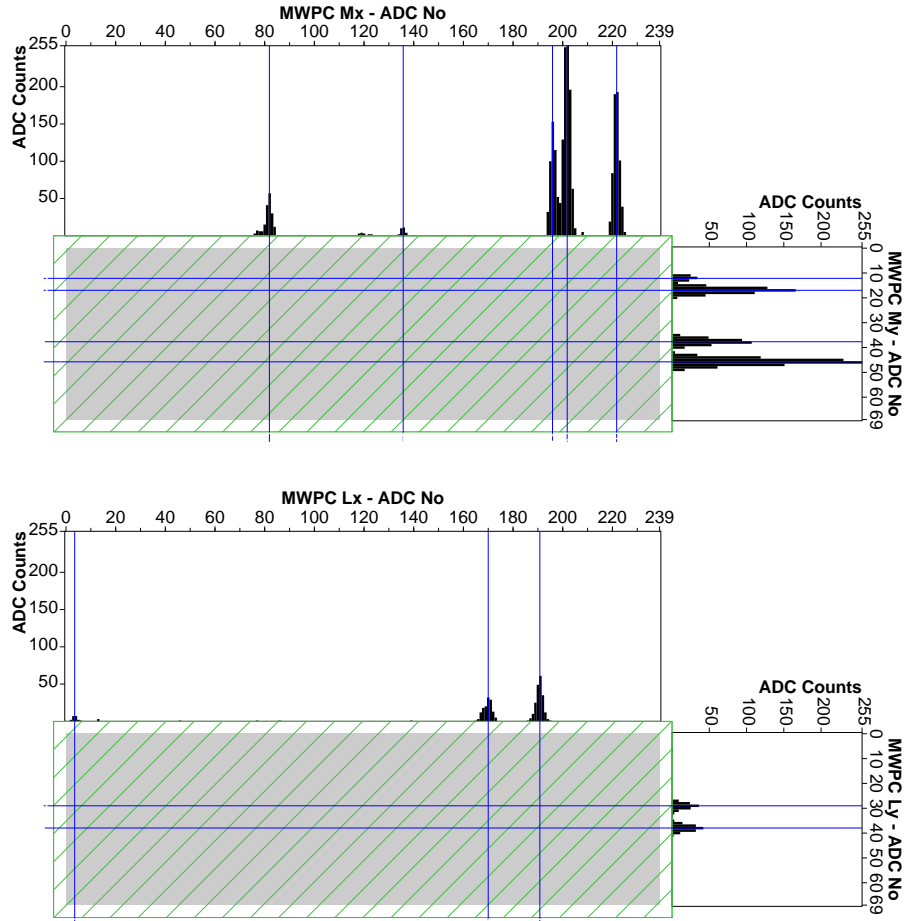 MWPC Mx - ADC No
0 20 40 60 80 100 120 140 160 180 200 220 239
ADC Counts
255
200
150
100
50
ADC Counts
50 100 150 200 255
MWPC My - ADC No
0 10 20 30 40 50 60 69
MWPC Lx - ADC No
0 20 40 60 80 100 120 140 160 180 200 220 239
ADC Counts
255
200
150
100
50
ADC Counts
50 100 150 200 255
MWPC Ly - ADC No
0 10 20 30 40 50 60 69